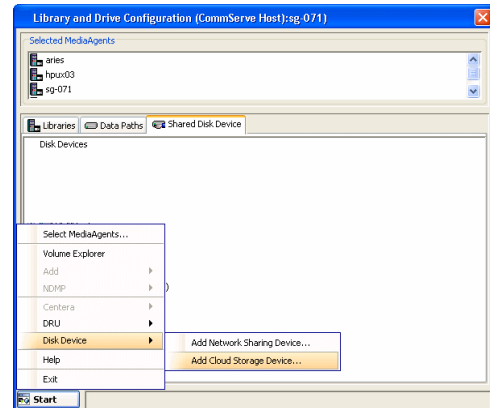 Library and Drive Configuration (CommServe Host):sg-071
Selected MediaAgents
aries
hpux03
sg-071
Libraries Data Paths Shared Disk Device
Disk Devices
Select MediaAgents...
Volume Explorer
Add
NDMP
)
Centera
DRU
Disk Device
Add Network Sharing Device...
Help
Add Cloud Storage Device...
Exit
Start